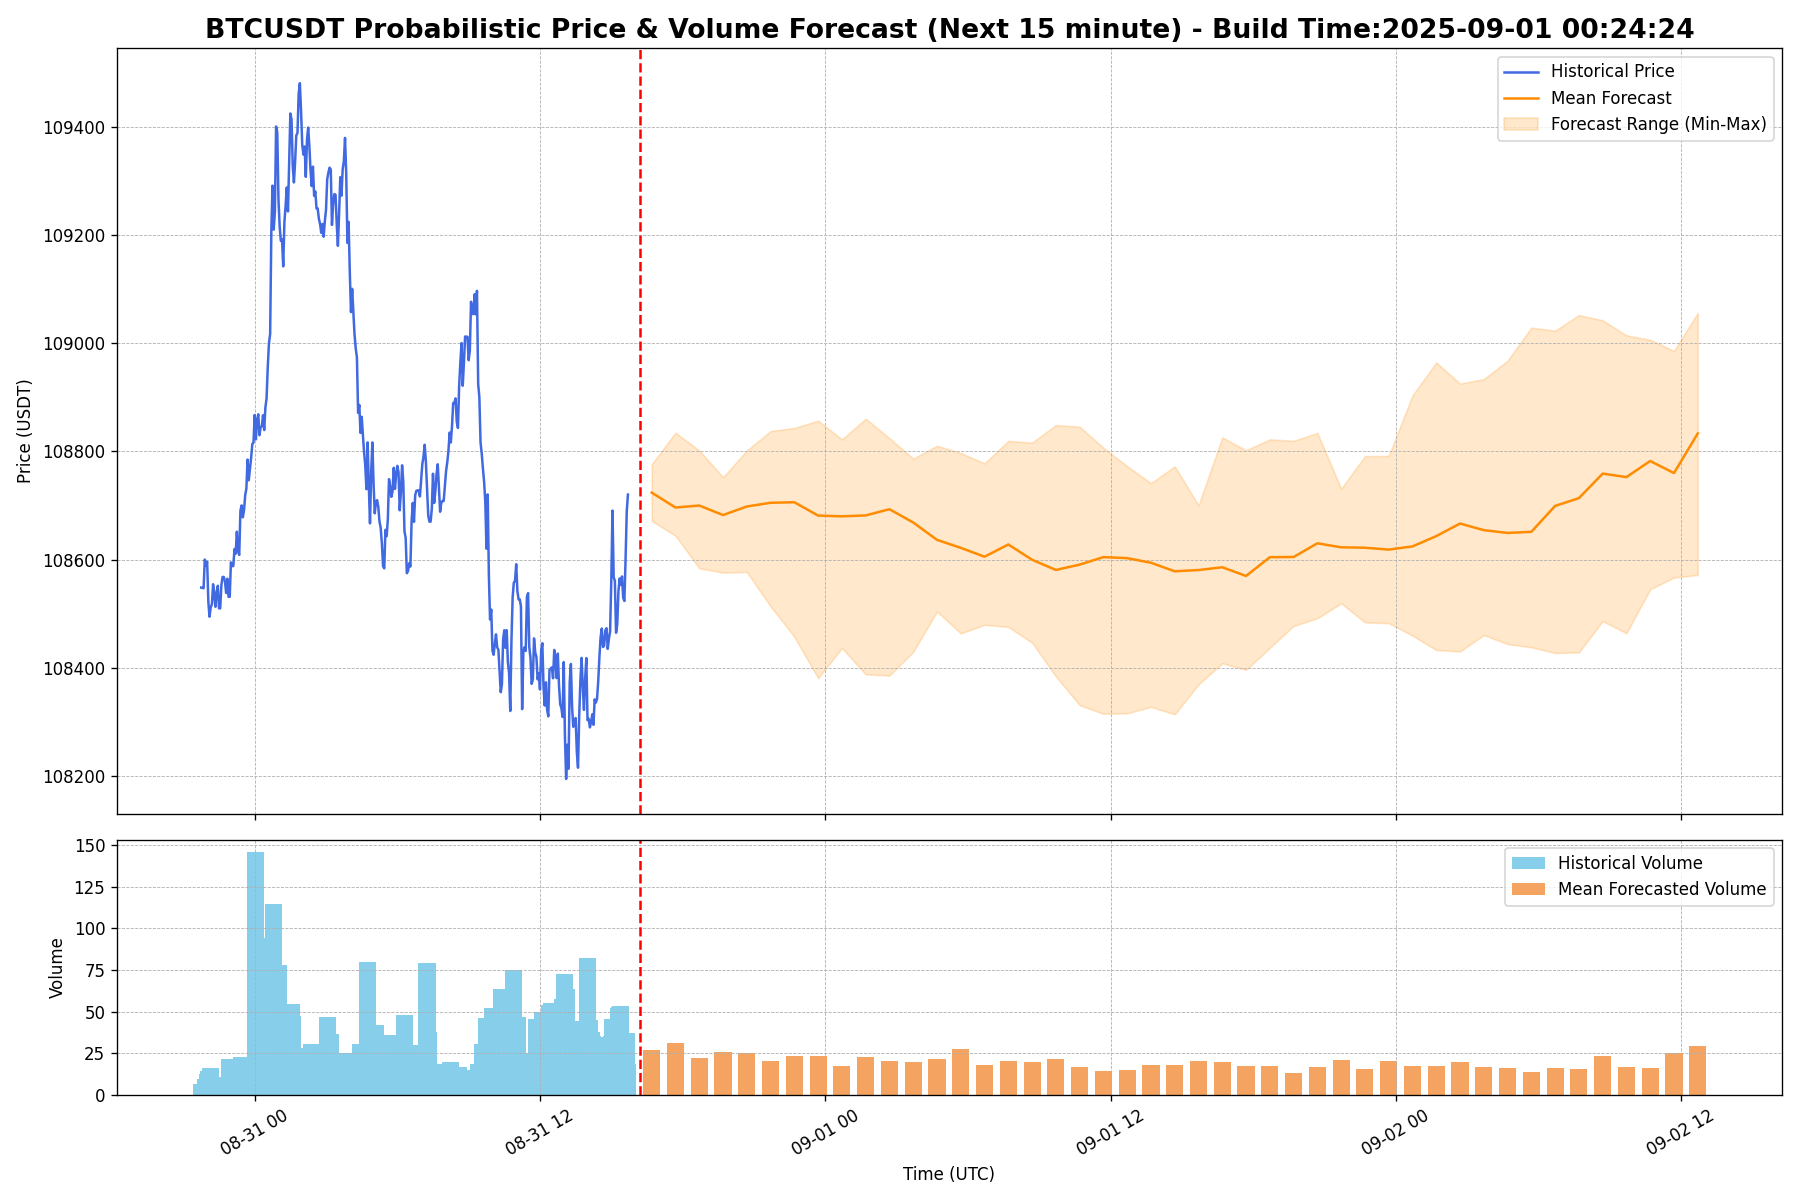 BTCUSDT Probabilistic Price & Volume Forecast (Next 15 minute) - Build Time:2025-09-01 00:24:24
Historical Price
Mean Forecast
Forecast Range (Min-Max)
Price (USDT)
109400
109200
109000
108800
108600
108400
108200
Historical Volume
Mean Forecasted Volume
Volume
150
125
100
75
50
25
0
08-31 00
08-31 12
09-01 00
09-01 12
09-02 00
09-02 12
Time (UTC)